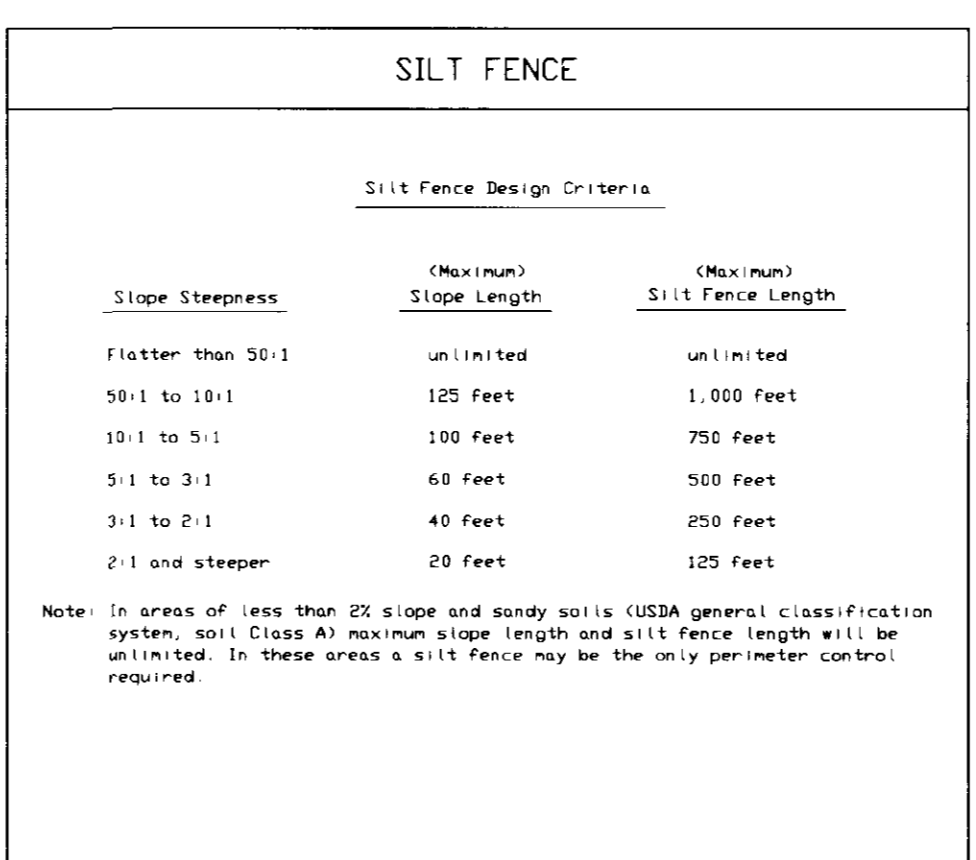 SILT FENCE
Silt Fence Design Criteria
(Maximum) (Maximum)
Slope Steepness Slope Length Silt Fence Length
Flatter than 50:1 unlimited unlimited
50:1 to 10:1 125 feet 1,000 feet
10:1 to 5:1 100 feet 750 feet
5:1 to 3:1 60 feet 500 feet
3:1 to 2:1 40 feet 250 feet
2:1 and steeper 20 feet 125 feet
Note: In areas of less than 2% slope and sandy soils (USDA general classification
system, soil Class A) maximum slope length and silt fence length will be
unlimited. In these areas a silt fence may be the only perimeter control
required.